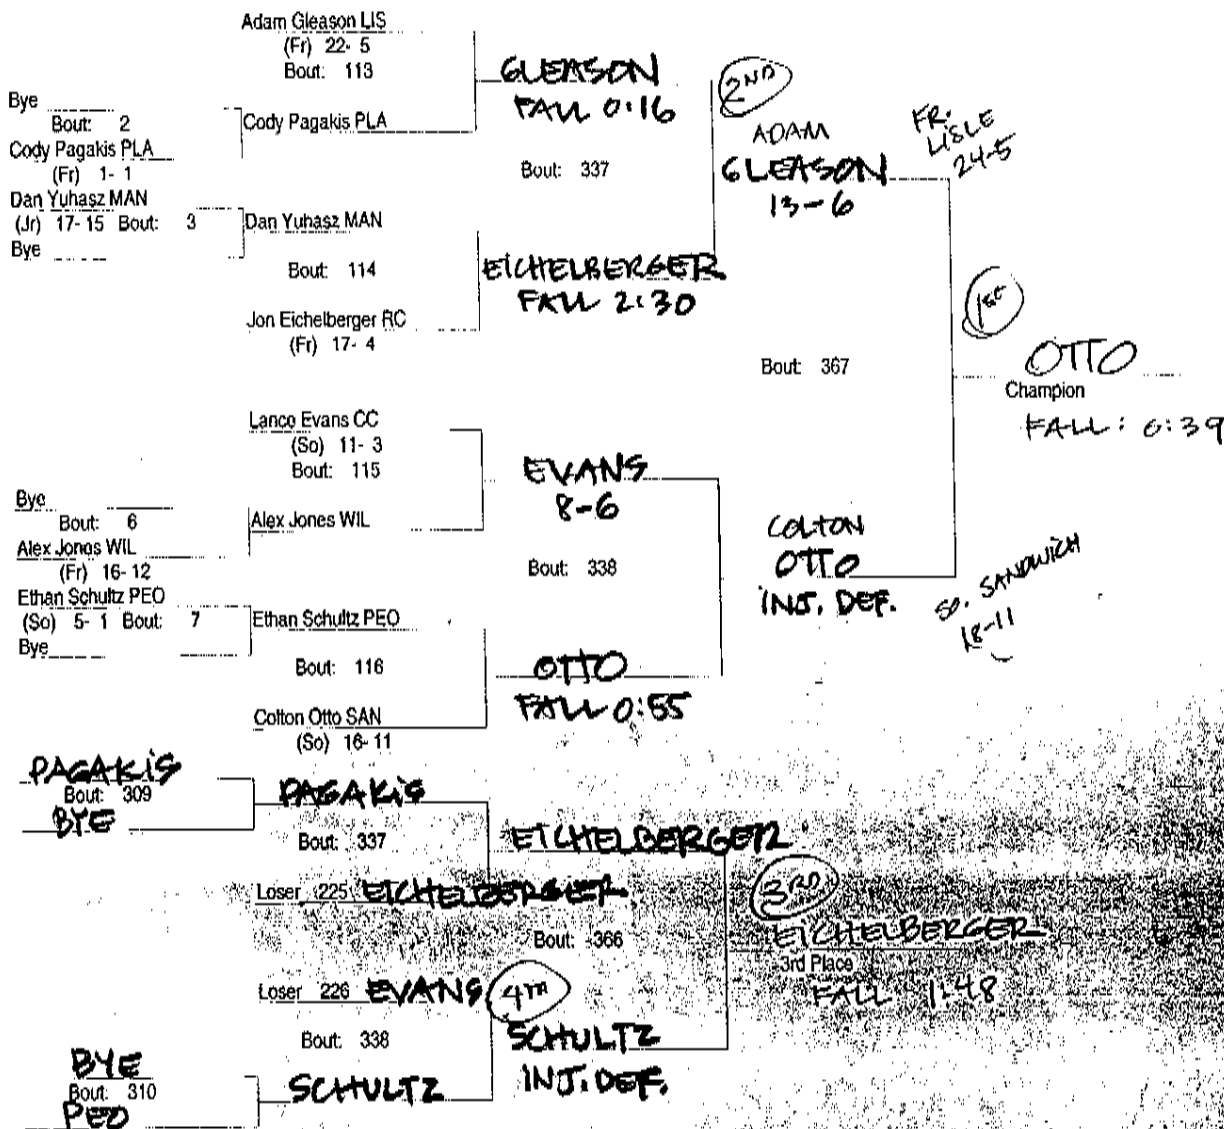 Adam Gleason LIS
(Fr) 22- 5
Bout: 113
GLEASON
FALL 0:16
2ND
Bye
Bout: 2
Cody Pagakis PLA
Cody Pagakis PLA
(Fr) 1- 1
ADAM
GLEASON
13-6
FR.
LISLE
24-5
Bout: 337
Dan Yuhasz MAN
(Jr) 17- 15 Bout: 3
Bye
Dan Yuhasz MAN
Bout: 114
EICHELBERGER
FALL 2:30
Jon Eichelberger RC
(Fr) 17- 4
1ST
Bout: 367
OTTO
Champion
FALL: 0:39
Lance Evans CC
(So) 11- 3
Bout: 115
EVANS
8-6
Bye
Bout: 6
Alex Jones WIL
Alex Jones WIL
(Fr) 16- 12
Bout: 338
COLTON
OTTO
INJ. DEF.
SO. SANDWICH
18-11
Ethan Schultz PEO
(So) 5- 1 Bout: 7
Bye
Ethan Schultz PEO
Bout: 116
OTTO
FALL 0:55
Colton Otto SAN
(So) 16- 11
PAGAKIS
Bout: 309
BYE
PAGAKIS
Bout: 337
EICHELBERGER
Loser 225 EICHELBERGER
3RD
Bout: 366
EICHELBERGER
3rd Place
FALL 1:48
Loser 226 EVANS
4TH
Bout: 338
SCHULTZ
INJ. DEF.
BYE
Bout: 310
PEO
SCHULTZ